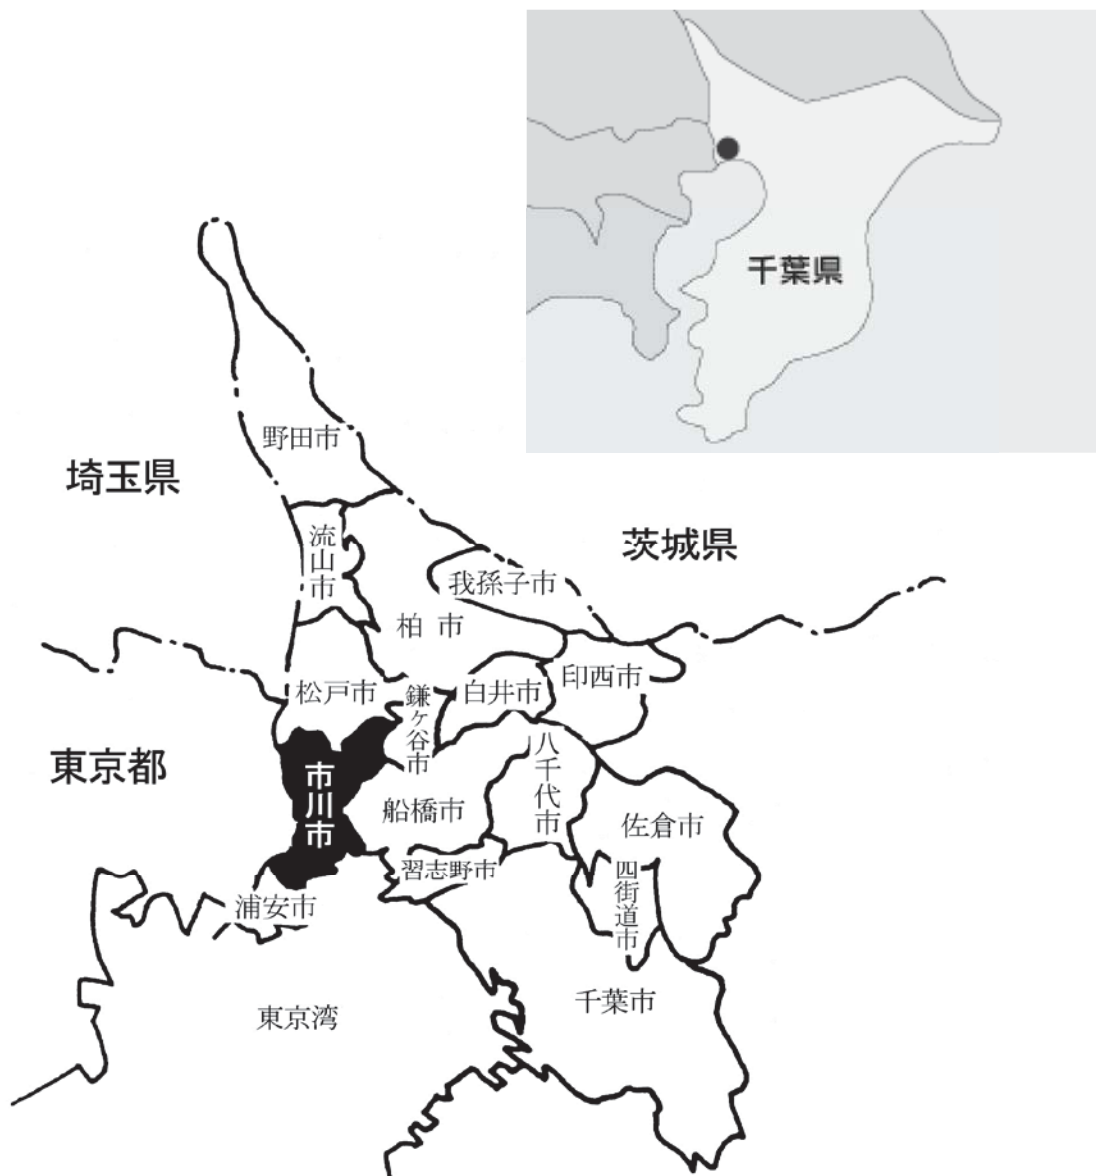 千葉県
野田市
埼玉県
流山市
茨城県
我孫子市
柏市
印西市
松戸市
鎌ヶ谷市
白井市
東京都
市川市
八千代市
船橋市
佐倉市
習志野市
四街道市
浦安市
千葉市
東京湾